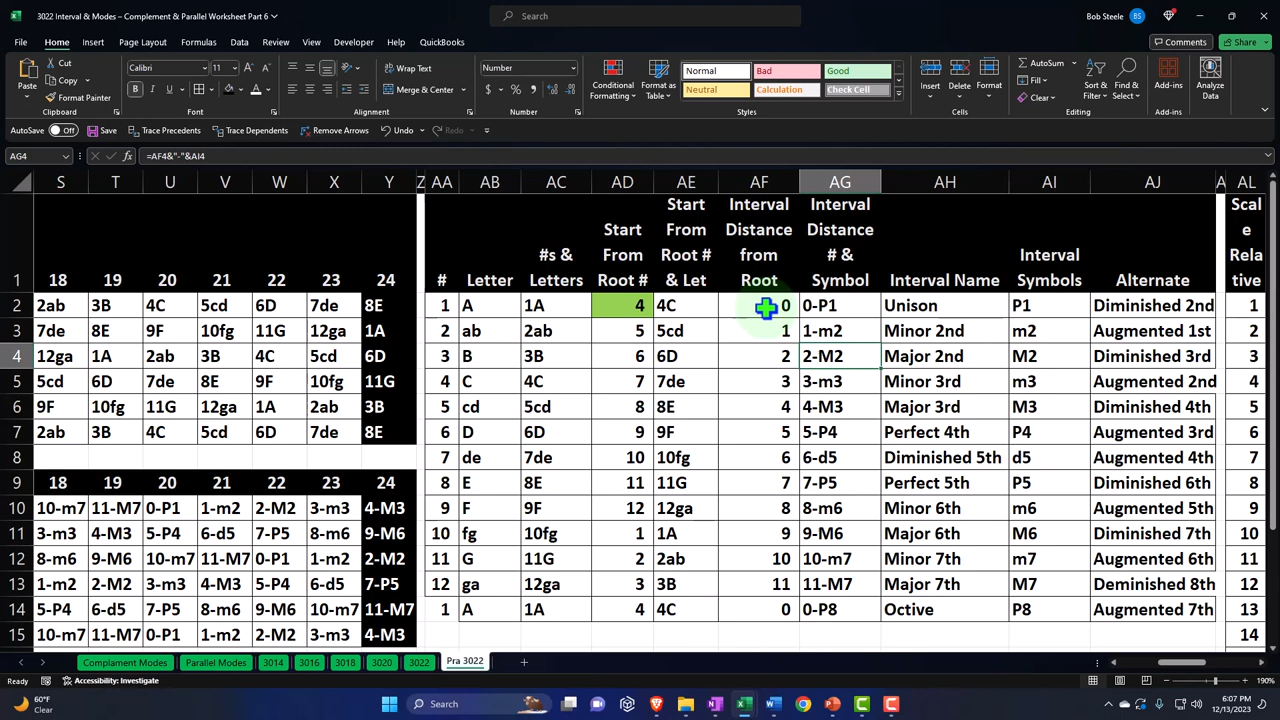 3022 Interval & Modes – Complement & Parallel Worksheet Part 6
Search
Bob Steele BS
File Home Insert Page Layout Formulas Data Review View Developer Help QuickBooks Comments Share
Cut
Copy
Format Painter
Paste
Calibri 11
Wrap Text
Merge & Center
Number
Conditional Formatting
Format as Table
Normal Bad Good
Neutral Calculation Check Cell
Insert Delete Format
AutoSum
Fill
Clear
Sort & Filter
Find & Select
Add-ins
Analyze Data
Clipboard Font Alignment Number Styles Cells Editing Add-ins
AutoSave Off Save Trace Precedents Trace Dependents Remove Arrows Undo
AG4 =AF4&"-"&AI4
S T U V W X Y Z AA AB AC AD AE AF AG AH AI AJ A AL
1 18 19 20 21 22 23 24 # Letter #s & Letters Start From Root # Start From Root # & Let Interval Distance from Root Interval Distance # & Symbol Interval Name Interval Symbols Alternate Scale Relative
2 2ab 3B 4C 5cd 6D 7de 8E 1 A 1A 4 4C 0 0-P1 Unison P1 Diminished 2nd 1
3 7de 8E 9F 10fg 11G 12ga 1A 2 ab 2ab 5 5cd 1 1-m2 Minor 2nd m2 Augmented 1st 2
4 12ga 1A 2ab 3B 4C 5cd 6D 3 B 3B 6 6D 2 2-M2 Major 2nd M2 Diminished 3rd 3
5 5cd 6D 7de 8E 9F 10fg 11G 4 C 4C 7 7de 3 3-m3 Minor 3rd m3 Augmented 2nd 4
6 9F 10fg 11G 12ga 1A 2ab 3B 5 cd 5cd 8 8E 4 4-M3 Major 3rd M3 Diminished 4th 5
7 2ab 3B 4C 5cd 6D 7de 8E 6 D 6D 9 9F 5 5-P4 Perfect 4th P4 Augmented 3rd 6
8 7 de 7de 10 10fg 6 6-d5 Diminished 5th d5 Augmented 4th 7
9 18 19 20 21 22 23 24 8 E 8E 11 11G 7 7-P5 Perfect 5th P5 Diminished 6th 8
10 10-m7 11-M7 0-P1 1-m2 2-M2 3-m3 4-M3 9 F 9F 12 12ga 8 8-m6 Minor 6th m6 Augmented 5th 9
11 3-m3 4-M3 5-P4 6-d5 7-P5 8-m6 9-M6 10 fg 10fg 1 1A 9 9-M6 Major 6th M6 Diminished 7th 10
12 8-m6 9-M6 10-m7 11-M7 0-P1 1-m2 2-M2 11 G 11G 2 2ab 10 10-m7 Minor 7th m7 Augmented 6th 11
13 1-m2 2-M2 3-m3 4-M3 5-P4 6-d5 7-P5 12 ga 12ga 3 3B 11 11-M7 Major 7th M7 Deminished 8th 12
14 5-P4 6-d5 7-P5 8-m6 9-M6 10-m7 11-M7 1 A 1A 4 4C 0 0-P8 Octive P8 Augmented 7th 13
15 10-m7 11-M7 0-P1 1-m2 2-M2 3-m3 4-M3 14
Complament Modes Parallel Modes 3014 3016 3018 3020 3022 Pra 3022
Ready Accessibility: Investigate 190%
60°F
Clear
Search
6:07 PM
12/13/2023